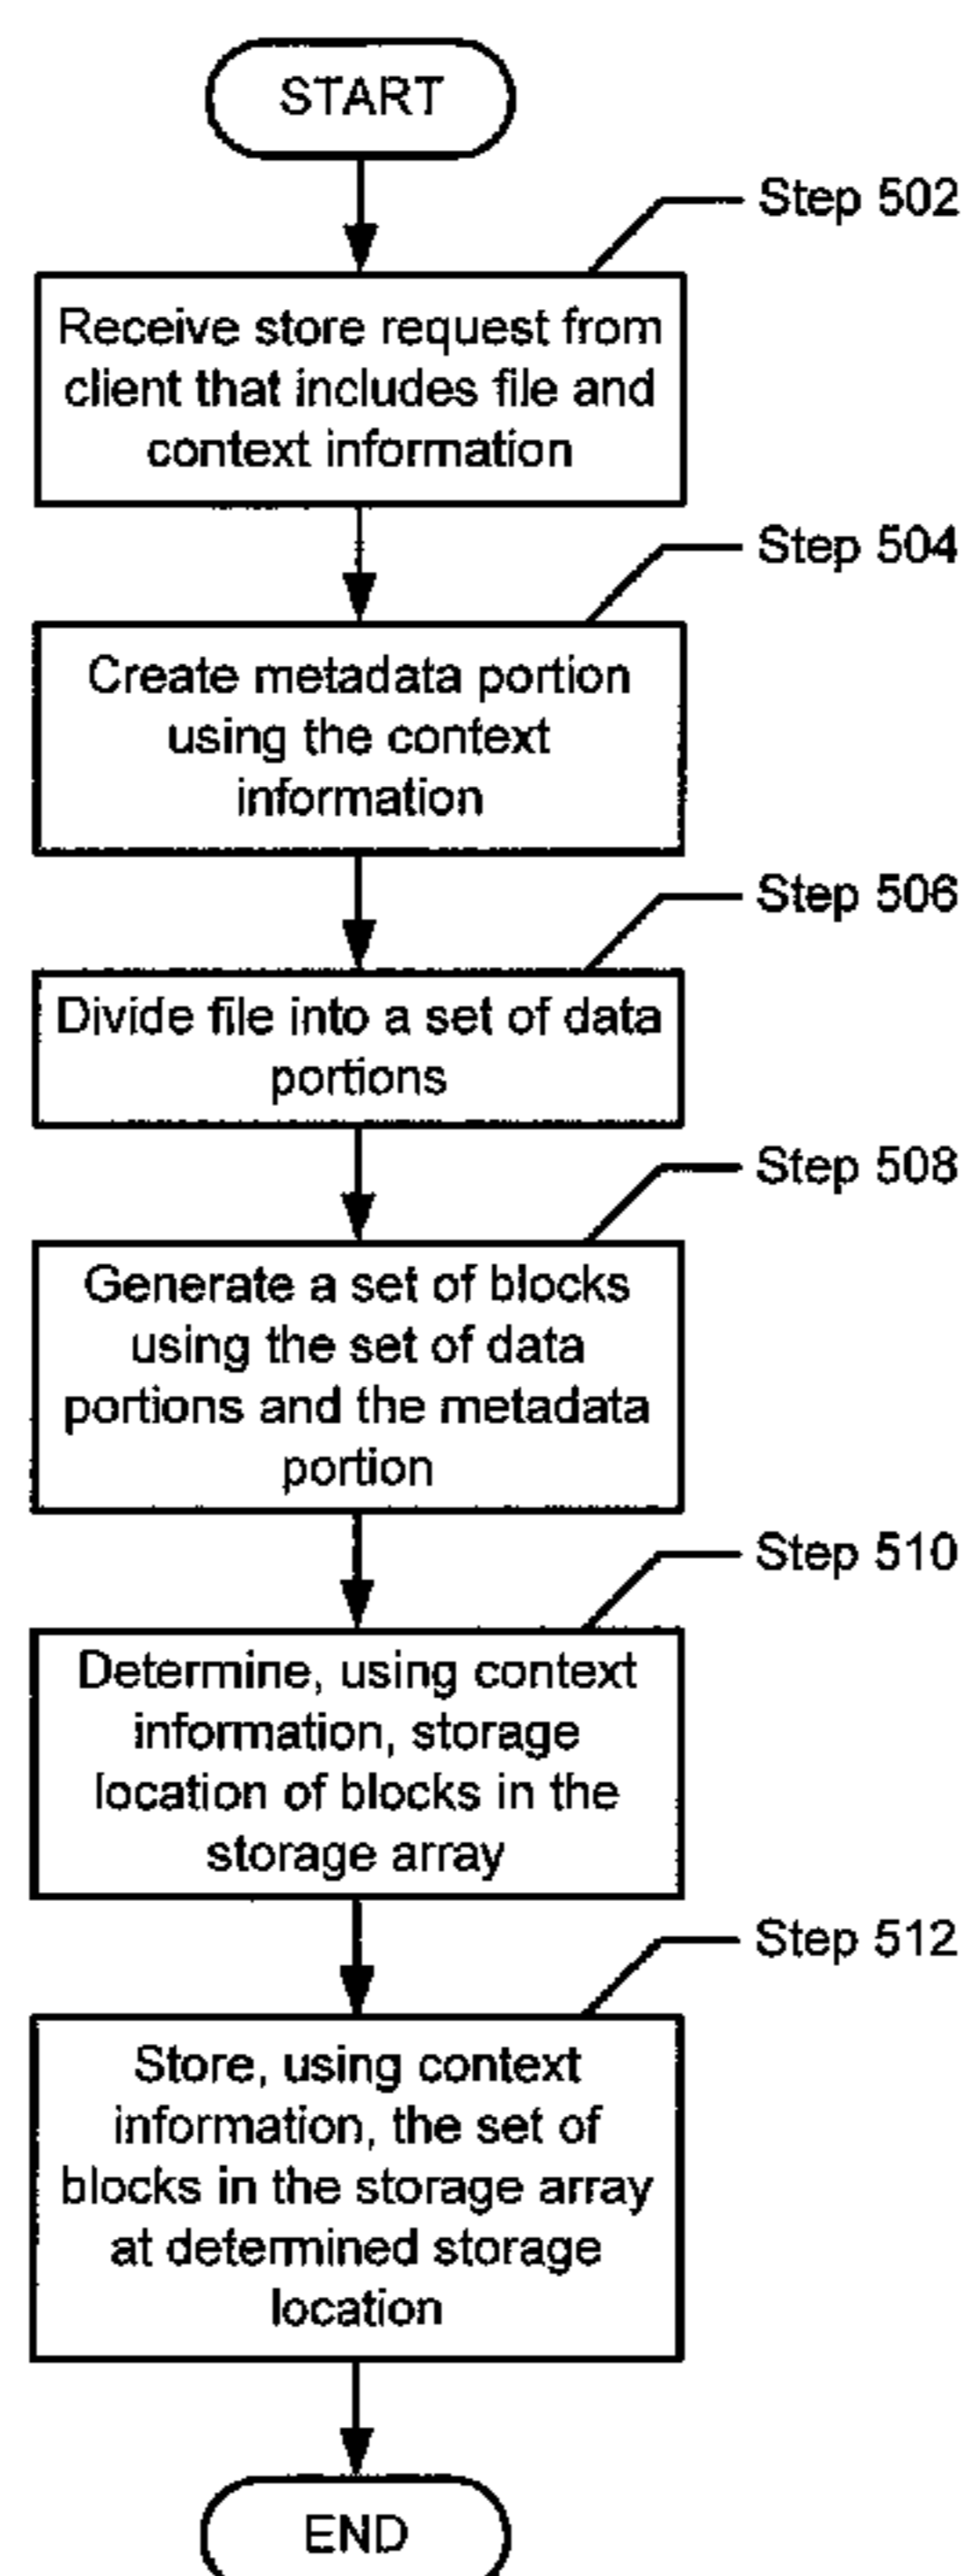 START
Step 502
Receive store request from
client that includes file and
context information
Step 504
Create metadata portion
using the context
information
Step 506
Divide file into a set of data
portions
Step 508
Generate a set of blocks
using the set of data
portions and the metadata
portion
Step 510
Determine, using context
information, storage
location of blocks in the
storage array
Step 512
Store, using context
information, the set of
blocks in the storage array
at determined storage
location
END